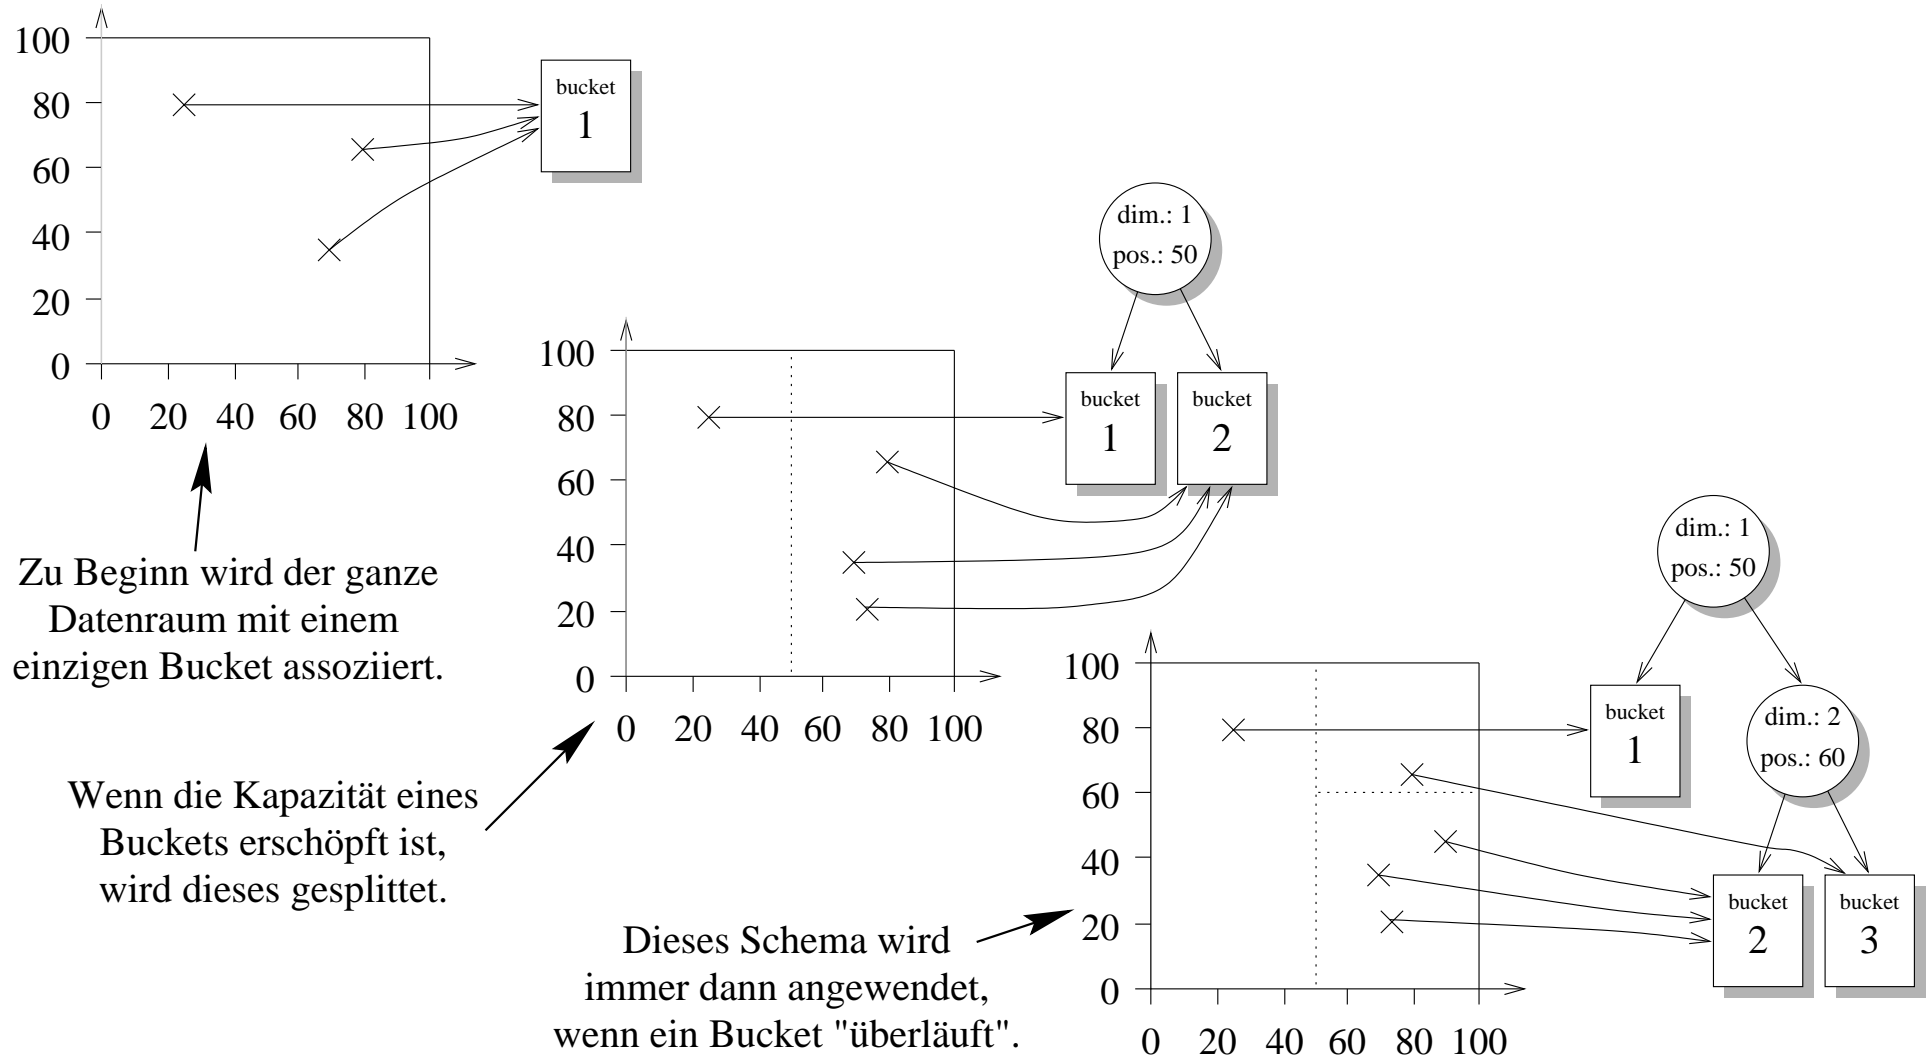 100
80
60
40
20
0
0 20 40 60 80 100
bucket
1
Zu Beginn wird der ganze
Datenraum mit einem
einzigen Bucket assoziiert.
dim.: 1
pos.: 50
100
80
60
40
20
0
0 20 40 60 80 100
bucket
1
bucket
2
Wenn die Kapazität eines
Buckets erschöpft ist,
wird dieses gesplittet.
dim.: 1
pos.: 50
100
80
60
40
20
0
0 20 40 60 80 100
bucket
1
dim.: 2
pos.: 60
bucket
2
bucket
3
Dieses Schema wird
immer dann angewendet,
wenn ein Bucket "überläuft".